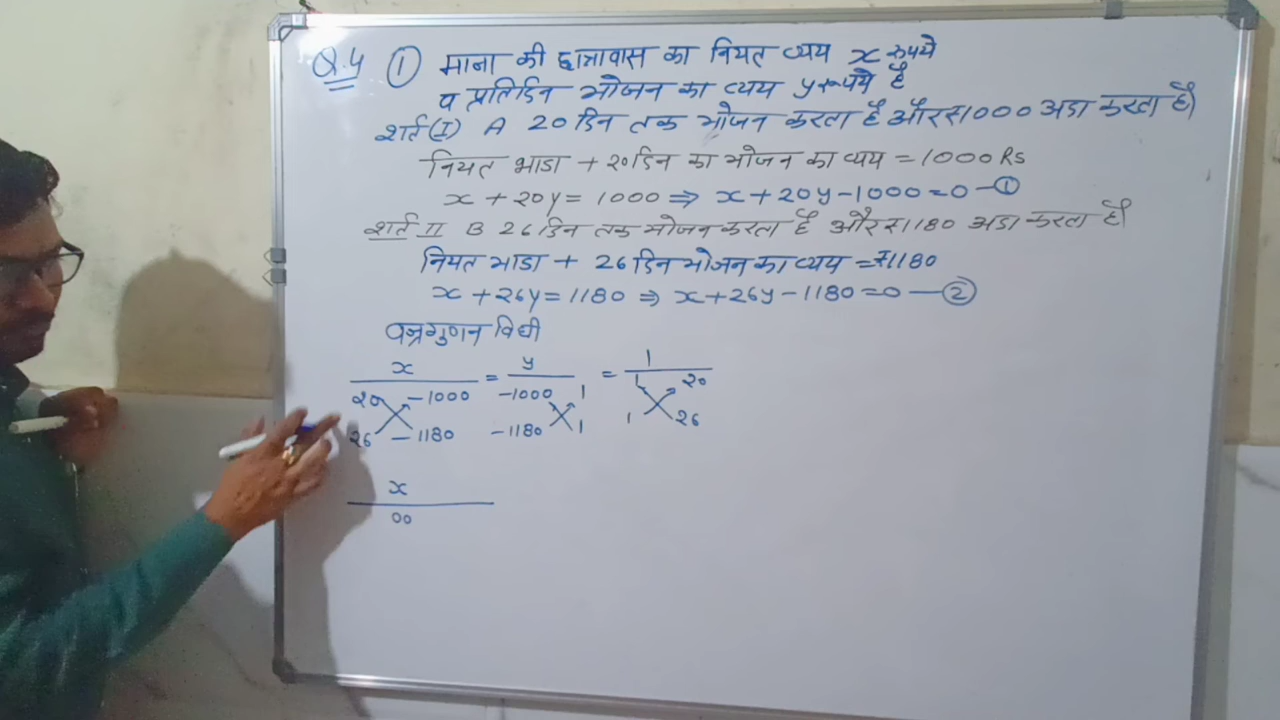 Q.4 ① माना की छात्रावास का नियत व्यय x रुपये
व प्रतिदिन भोजन का व्यय y रूपये है
शर्त (I) A 20 दिन तक भोजन करता है और ₹1000 अदा करता है।
नियत भाडा + २० दिन का भोजन का व्यय = 1000 Rs
x + 20y = 1000 ⇒ x + 20y - 1000 = 0 — ①
शर्त II B 26 दिन तक भोजन करता है और ₹1180 अदा करता है।
नियत भाडा + 26 दिन भोजन का व्यय = ₹1180
x + 26y = 1180 ⇒ x + 26y - 1180 = 0 — ②
वज्रगुणन विधी
x = y = 1
20 -1000 -1000 1 1 20
26 -1180 -1180 1 1 26
x
00